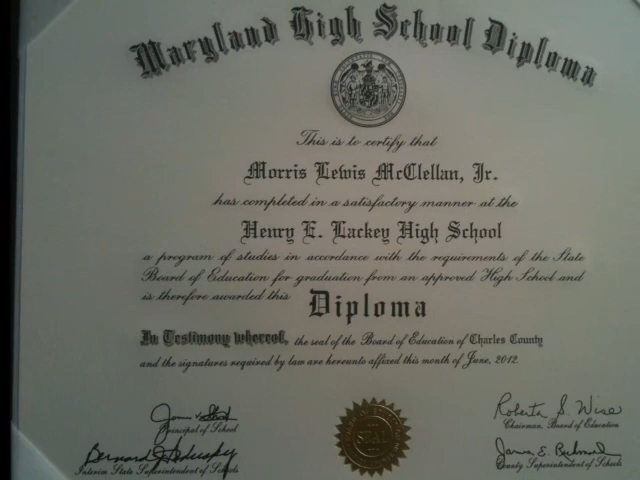 Maryland High School Diploma
This is to certify that
Morris Lewis McClellan, Jr.
has completed in a satisfactory manner at the
Henry E. Lackey High School
a program of studies in accordance with the requirements of the State
Board of Education for graduation from an approved High School and
is therefore awarded this Diploma
In Testimony whereof, the seal of the Board of Education of Charles County
and the signatures required by law are hereunto affixed this month of June, 2012.
Roberta S. Wise
Principal of School
Chairman, Board of Education
SEAL
Interim State Superintendent of Schools
County Superintendent of Schools